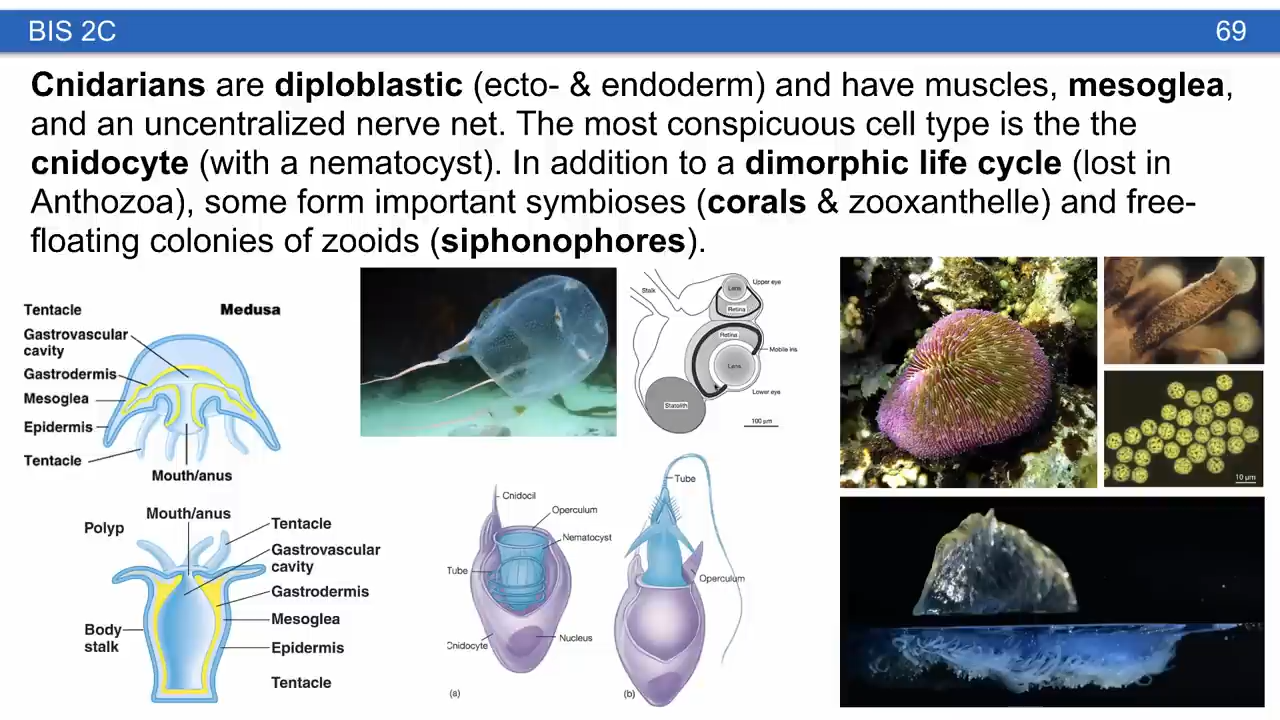 BIS 2C
69
Cnidarians are diploblastic (ecto- & endoderm) and have muscles, mesoglea,
and an uncentralized nerve net. The most conspicuous cell type is the the
cnidocyte (with a nematocyst). In addition to a dimorphic life cycle (lost in
Anthozoa), some form important symbioses (corals & zooxanthelle) and free-
floating colonies of zooids (siphonophores).
Tentacle
Medusa
Gastrovascular
cavity
Gastrodermis
Mesoglea
Epidermis
Tentacle
Mouth/anus
Polyp
Mouth/anus
Tentacle
Gastrovascular
cavity
Gastrodermis
Mesoglea
Body
stalk
Epidermis
Tentacle
Stalk
Lens
Upper eye
Retina
Retina
Mobile iris
Lens
Lower eye
Statolith
100 µm
Cnidocil
Operculum
Nematocyst
Tube
Cnidocyte
Nucleus
(a)
Tube
Operculum
(b)
10 µm